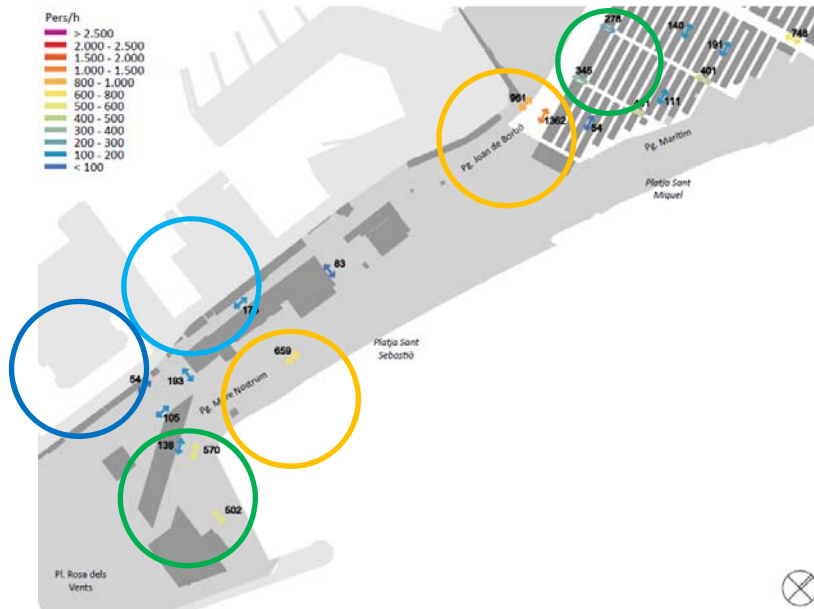 Pers/h
> 2.500
2.000 - 2.500
1.500 - 2.000
1.000 - 1.500
800 - 1.000
600 - 800
500 - 600
400 - 500
300 - 400
200 - 300
100 - 200
< 100
278
140
191
748
345
401
111
961
1362
54
Pg. Joan de Borbó
Pg. Marítim
Platja Sant
Miquel
83
Platja Sant
Sebastià
659
54
193
Pg. Mare Nostrum
105
138
570
502
Pl. Rosa dels
Vents